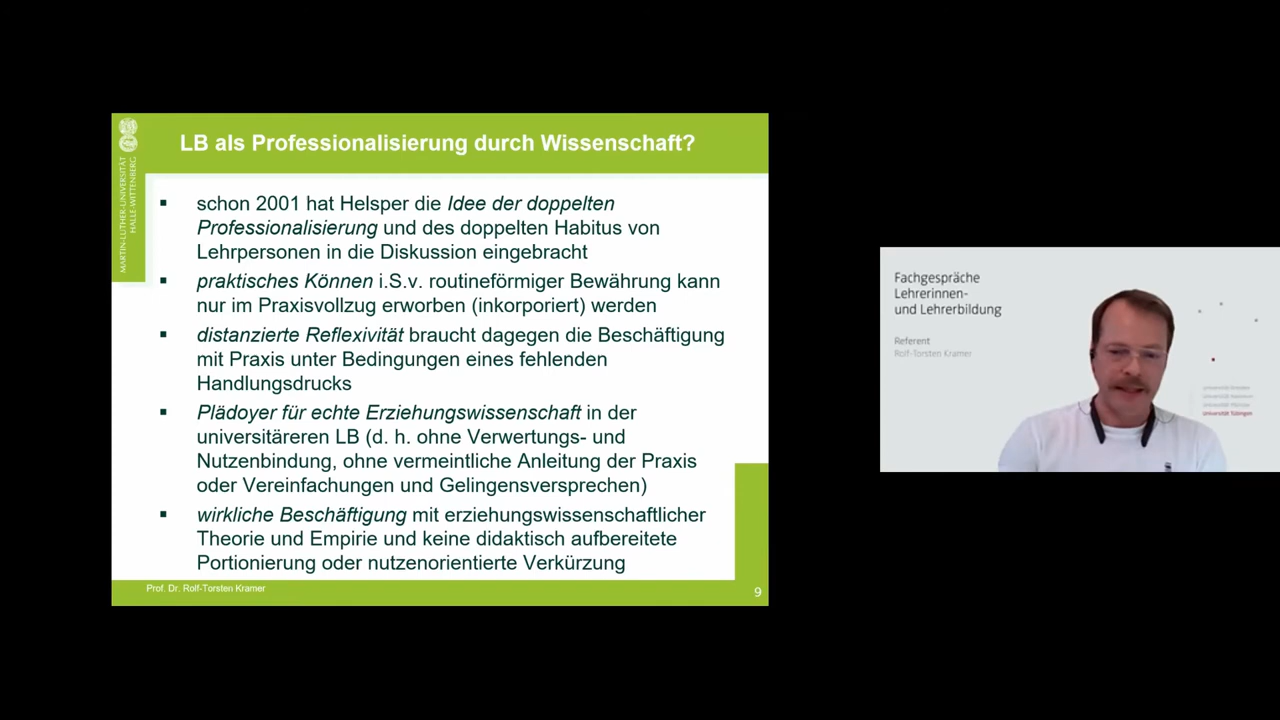 MARTIN-LUTHER-UNIVERSITÄT
HALLE-WITTENBERG
LB als Professionalisierung durch Wissenschaft?
▪ schon 2001 hat Helsper die Idee der doppelten
Professionalisierung und des doppelten Habitus von
Lehrpersonen in die Diskussion eingebracht
▪ praktisches Können i.S.v. routineförmiger Bewährung kann
nur im Praxisvollzug erworben (inkorporiert) werden
▪ distanzierte Reflexivität braucht dagegen die Beschäftigung
mit Praxis unter Bedingungen eines fehlenden
Handlungsdrucks
▪ Plädoyer für echte Erziehungswissenschaft in der
universitäreren LB (d. h. ohne Verwertungs- und
Nutzenbindung, ohne vermeintliche Anleitung der Praxis
oder Vereinfachungen und Gelingensversprechen)
▪ wirkliche Beschäftigung mit erziehungswissenschaftlicher
Theorie und Empirie und keine didaktisch aufbereitete
Portionierung oder nutzenorientierte Verkürzung
Prof. Dr. Rolf-Torsten Kramer
9
Fachgespräche
Lehrerinnen-
und Lehrerbildung
Referent
Rolf-Torsten Kramer
Universität Tübingen